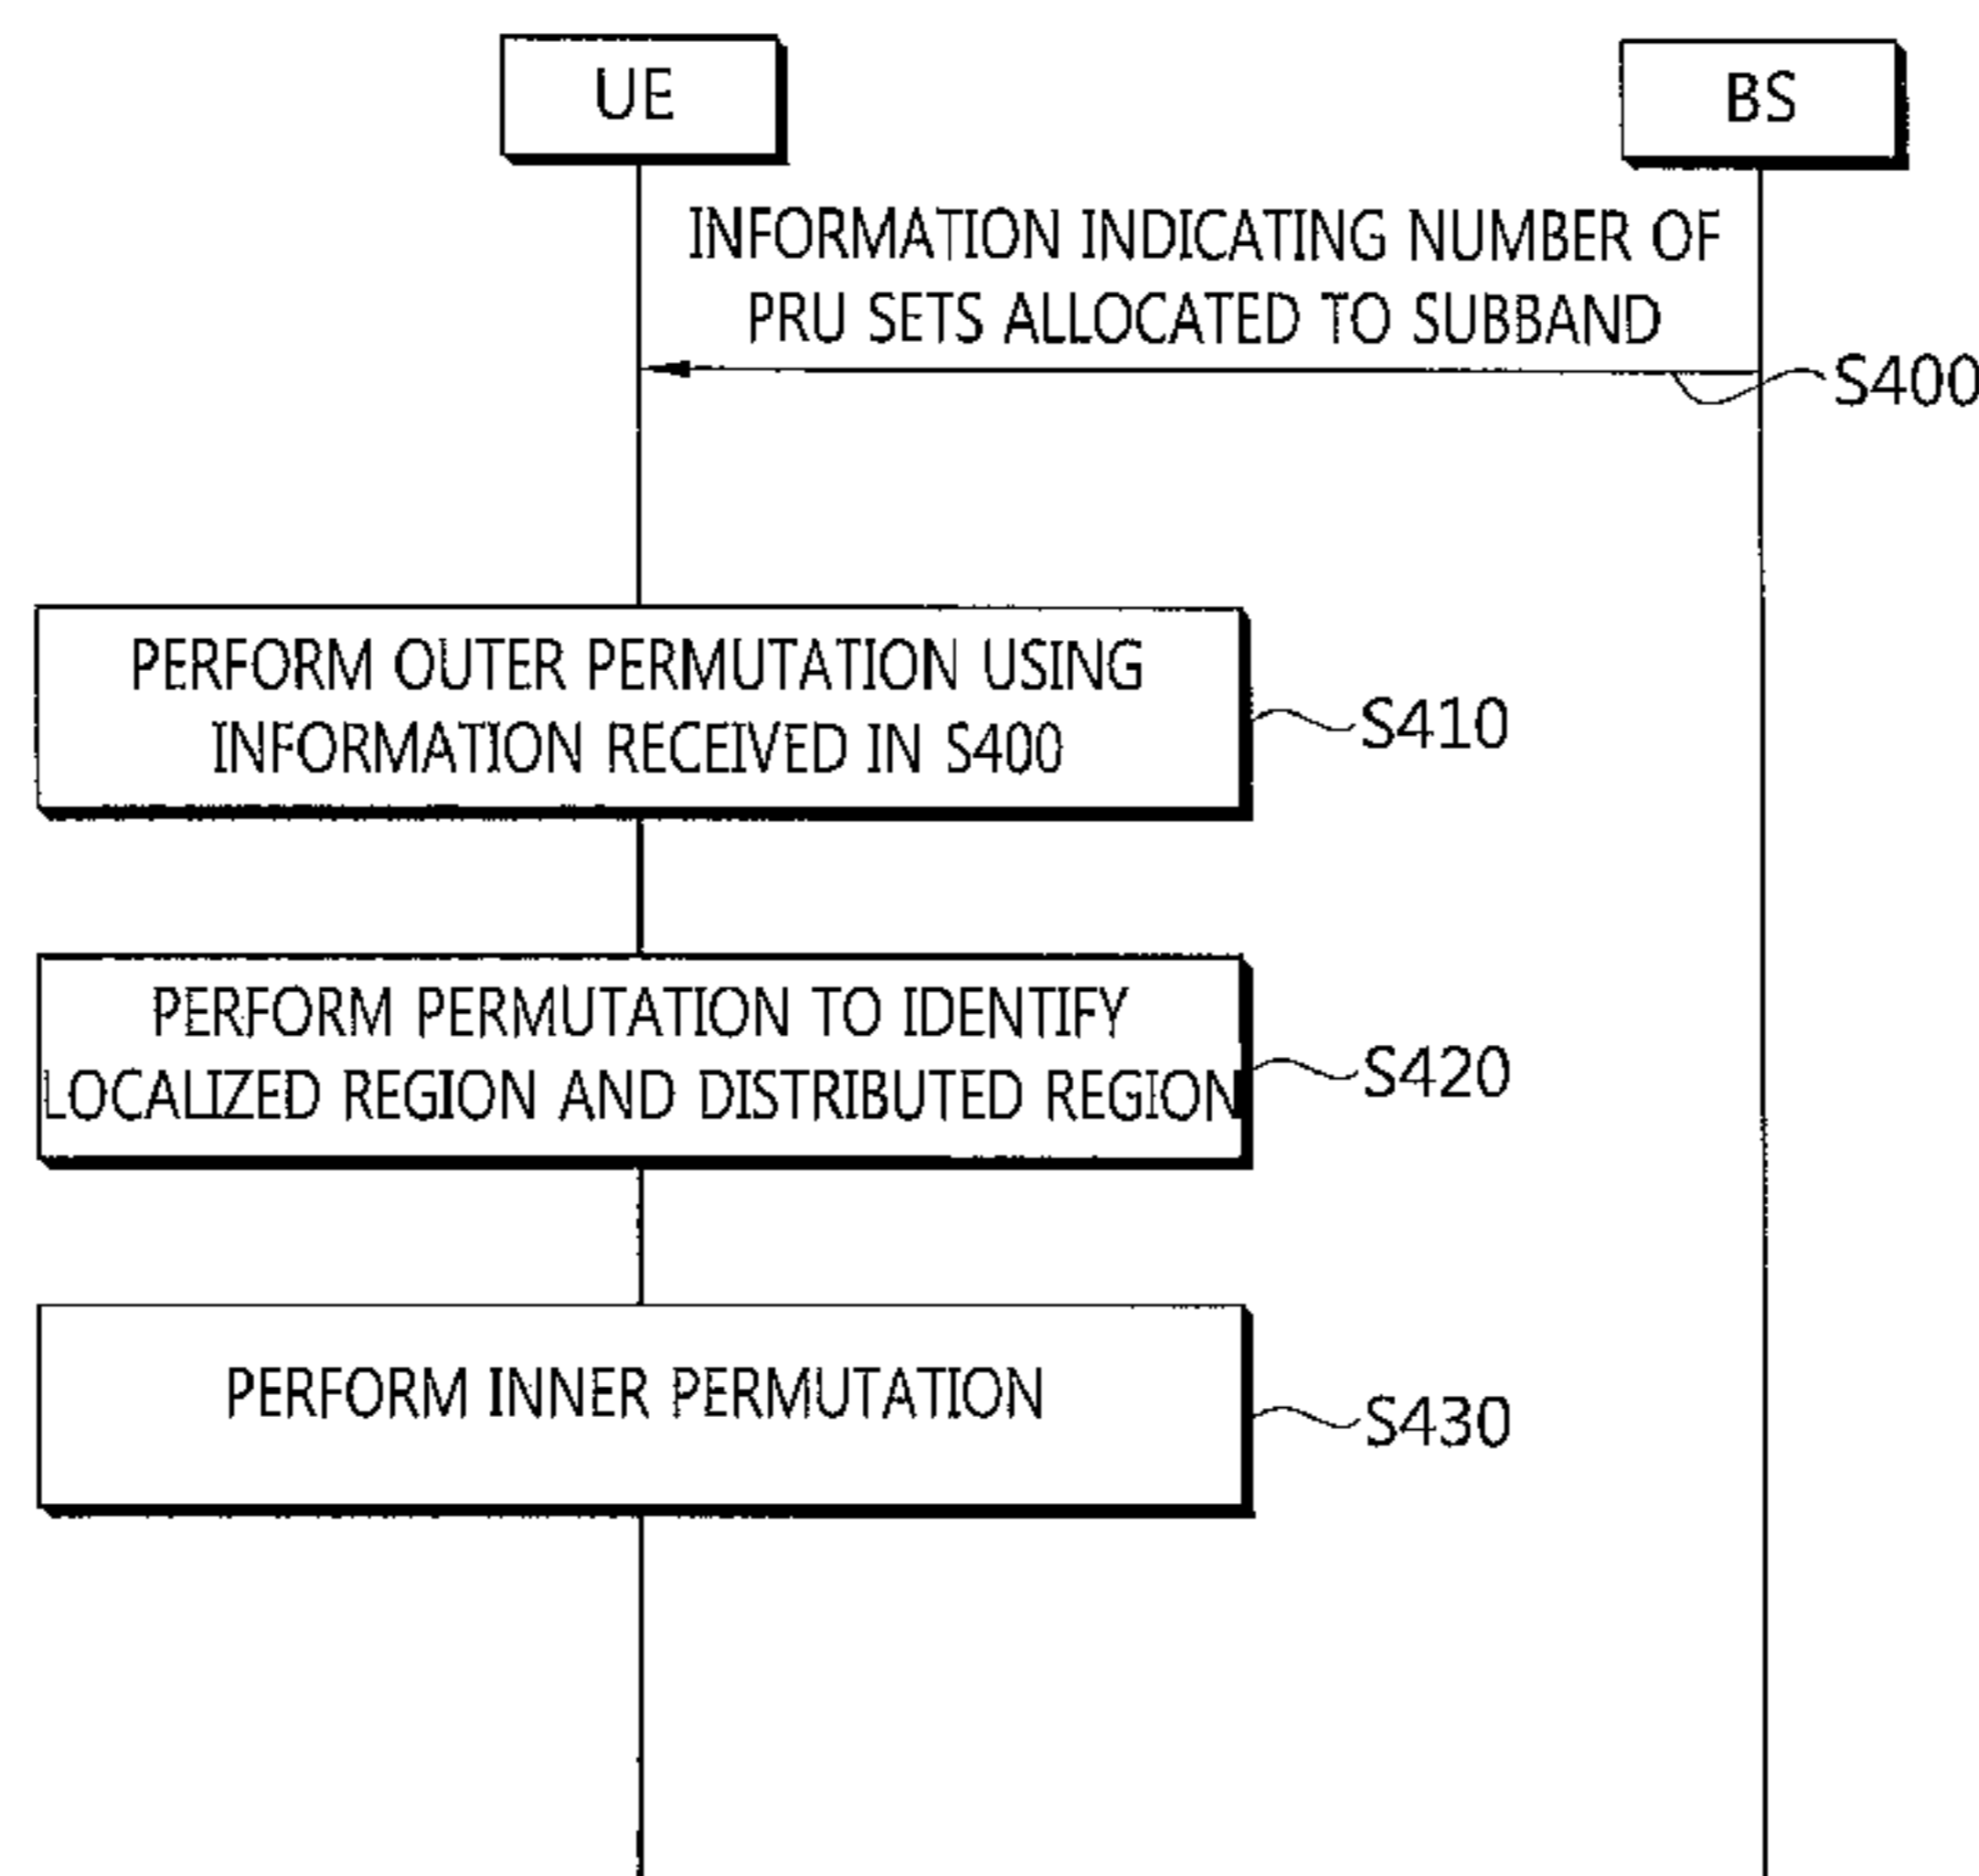 UE
BS
INFORMATION INDICATING NUMBER OF
PRU SETS ALLOCATED TO SUBBAND
S400
PERFORM OUTER PERMUTATION USING
INFORMATION RECEIVED IN S400
S410
PERFORM PERMUTATION TO IDENTIFY
LOCALIZED REGION AND DISTRIBUTED REGION
S420
PERFORM INNER PERMUTATION
S430